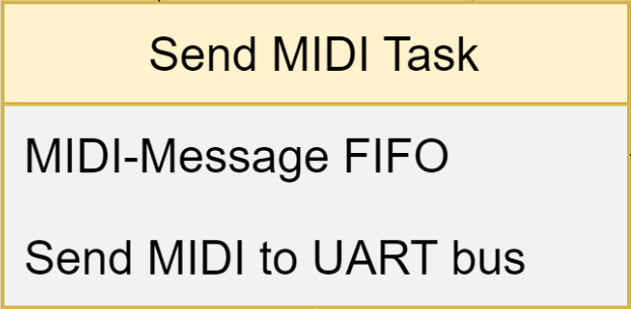 Send MIDI Task
MIDI-Message FIFO
Send MIDI to UART bus